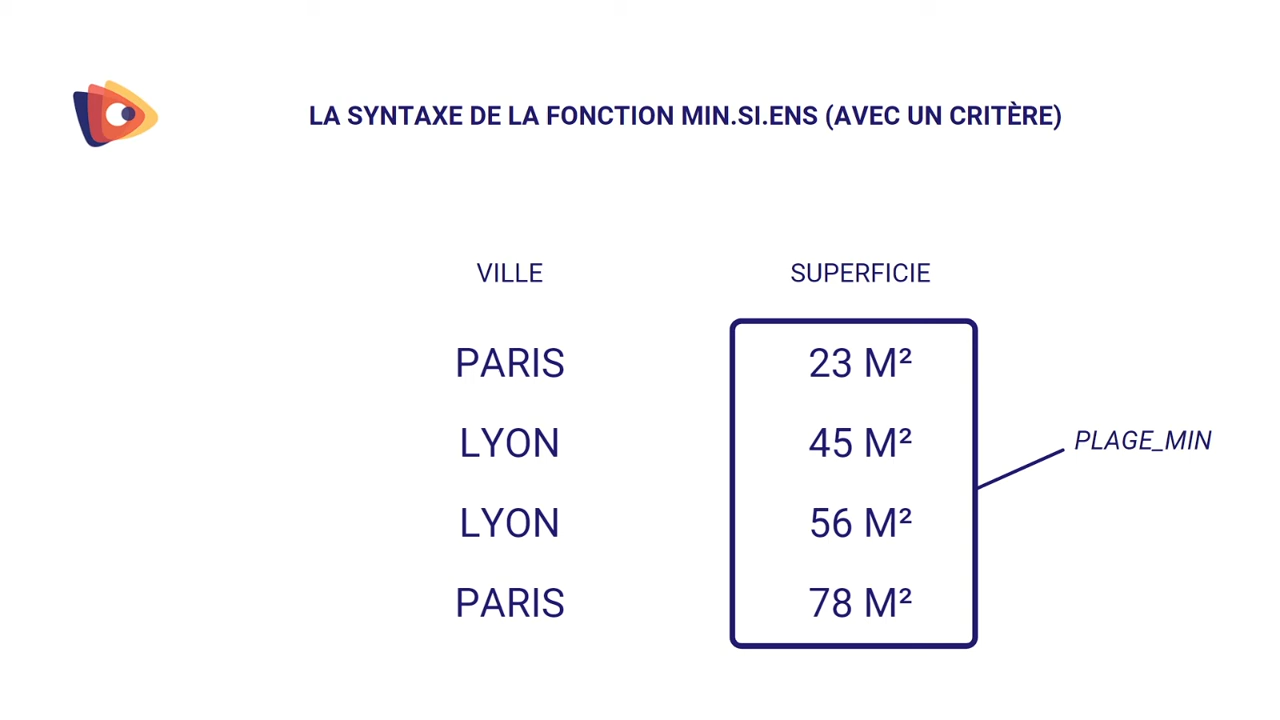 LA SYNTAXE DE LA FONCTION MIN.SI.ENS (AVEC UN CRITÈRE)
VILLE SUPERFICIE
PARIS 23 M²
LYON 45 M²
PLAGE_MIN
LYON 56 M²
PARIS 78 M²